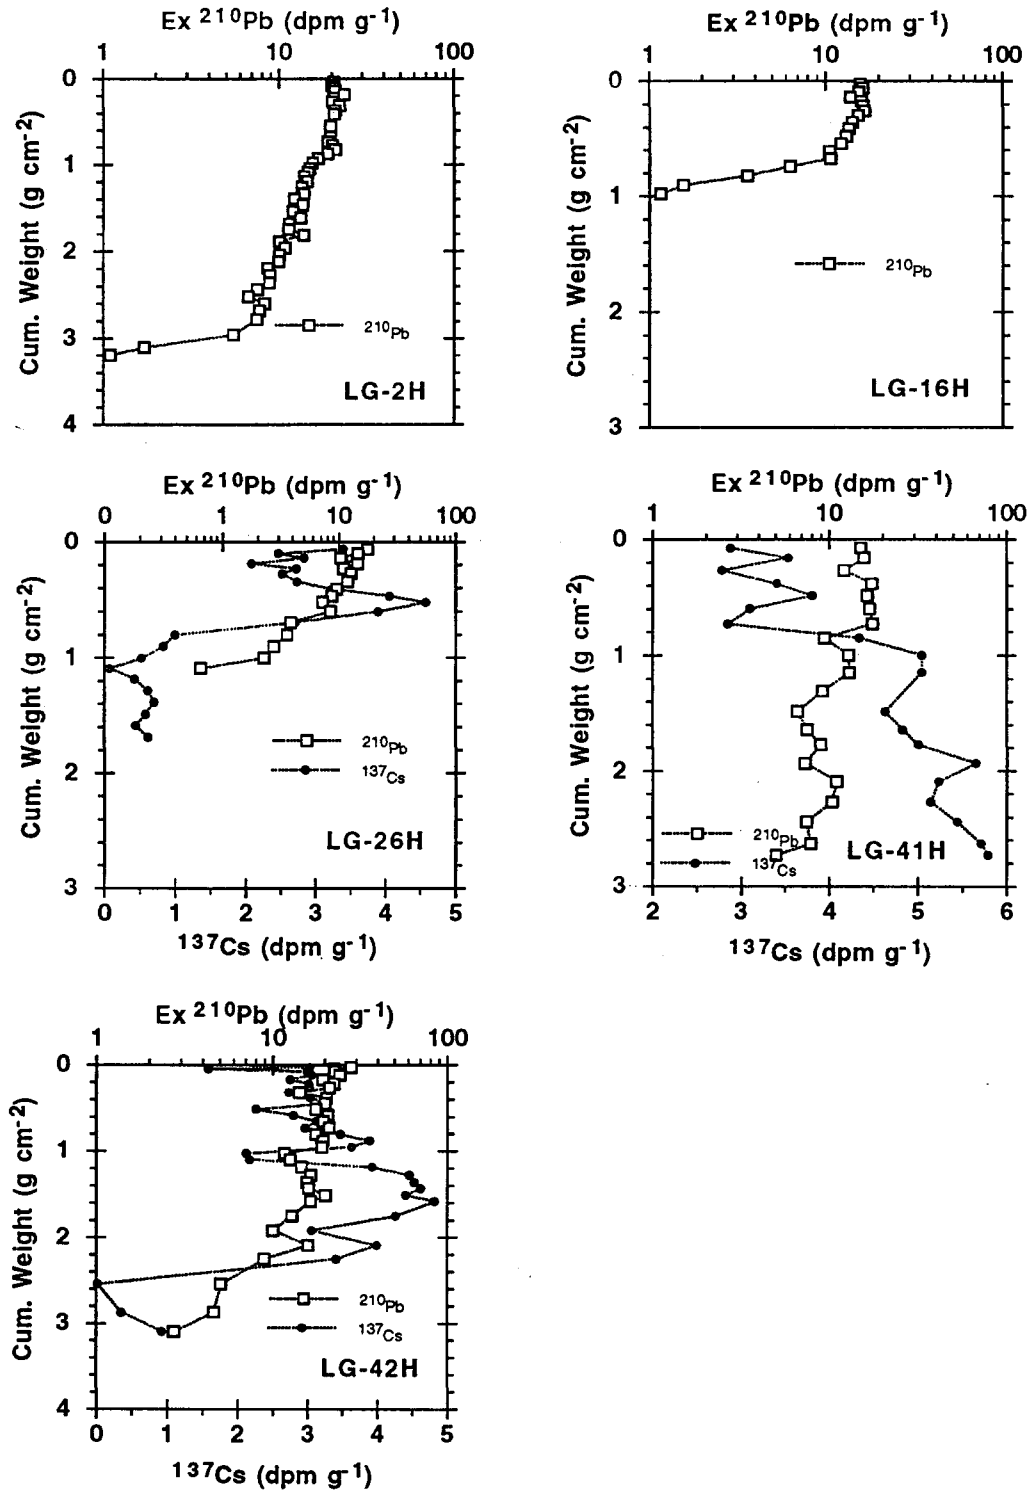 Ex 210Pb (dpm g-1)
1 10 100
0
1
2
3
4
Cum. Weight (g cm-2)
210Pb
LG-2H
Ex 210Pb (dpm g-1)
1 10 100
0
1
2
3
Cum. Weight (g cm-2)
210Pb
LG-16H
Ex 210Pb (dpm g-1)
0 1 10 100
0
1
2
3
Cum. Weight (g cm-2)
210Pb
137Cs
LG-26H
0 1 2 3 4 5
137Cs (dpm g-1)
Ex 210Pb (dpm g-1)
1 10 100
0
1
2
3
Cum. Weight (g cm-2)
210Pb
137Cs
LG-41H
2 3 4 5 6
137Cs (dpm g-1)
Ex 210Pb (dpm g-1)
1 10 100
0
1
2
3
4
Cum. Weight (g cm-2)
210Pb
137Cs
LG-42H
0 1 2 3 4 5
137Cs (dpm g-1)